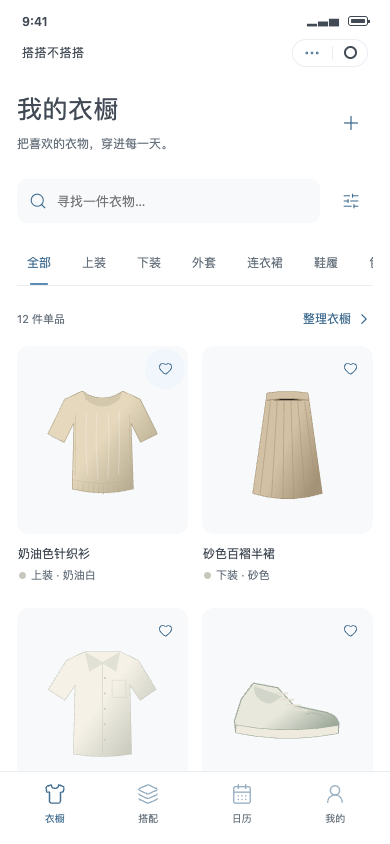 9:41
搭搭不搭搭
我的衣橱
把喜欢的衣物，穿进每一天。
寻找一件衣物...
全部 上装 下装 外套 连衣裙 鞋履
12 件单品 整理衣橱
奶油色针织衫 砂色百褶半裙
上装 · 奶油白 下装 · 砂色
衣橱 搭配 日历 我的